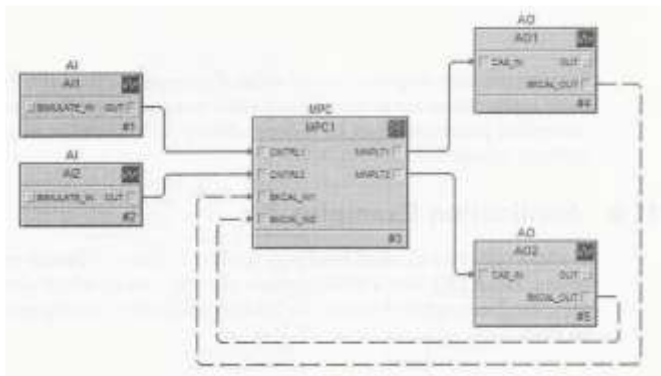 AI
AI1
SIMULATE_IN OUT
#1
AI
AI2
SIMULATE_IN OUT
#2
MPC
MPC1
CNTRL1 MNPLT1
CNTRL2 MNPLT2
BKCAL_IN1
BKCAL_IN2
#3
AO
AO1
CAS_IN OUT
BKCAL_OUT
#4
AO
AO2
CAS_IN OUT
BKCAL_OUT
#5